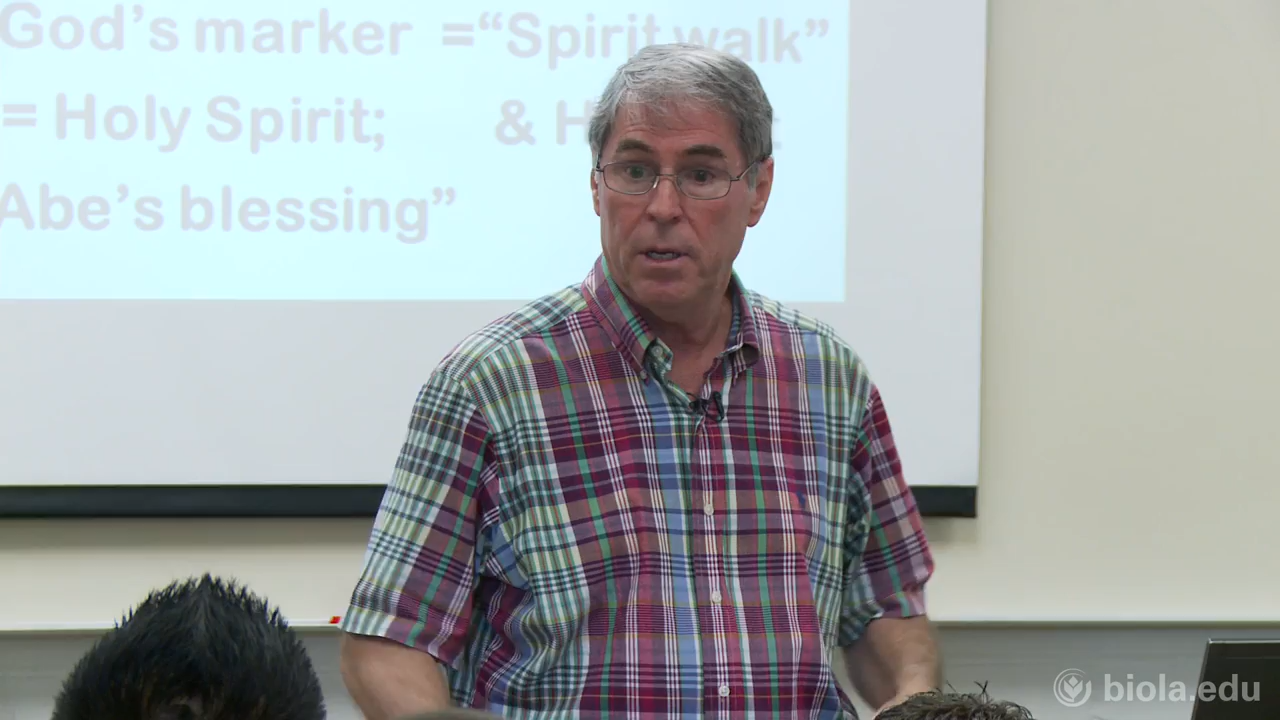 God's marker ="Spirit walk"
= Holy Spirit; &
Abe's blessing"
biola.edu